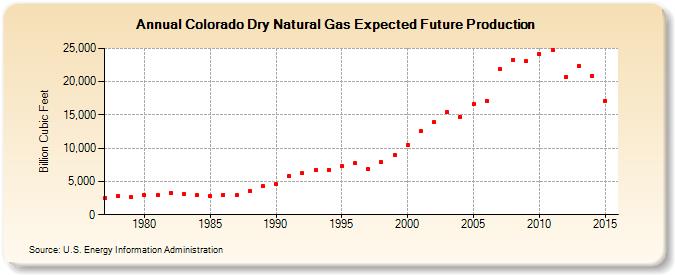 Annual Colorado Dry Natural Gas Expected Future Production
Billion Cubic Feet
25,000
20,000
15,000
10,000
5,000
0
1980 1985 1990 1995 2000 2005 2010 2015
Source: U.S. Energy Information Administration